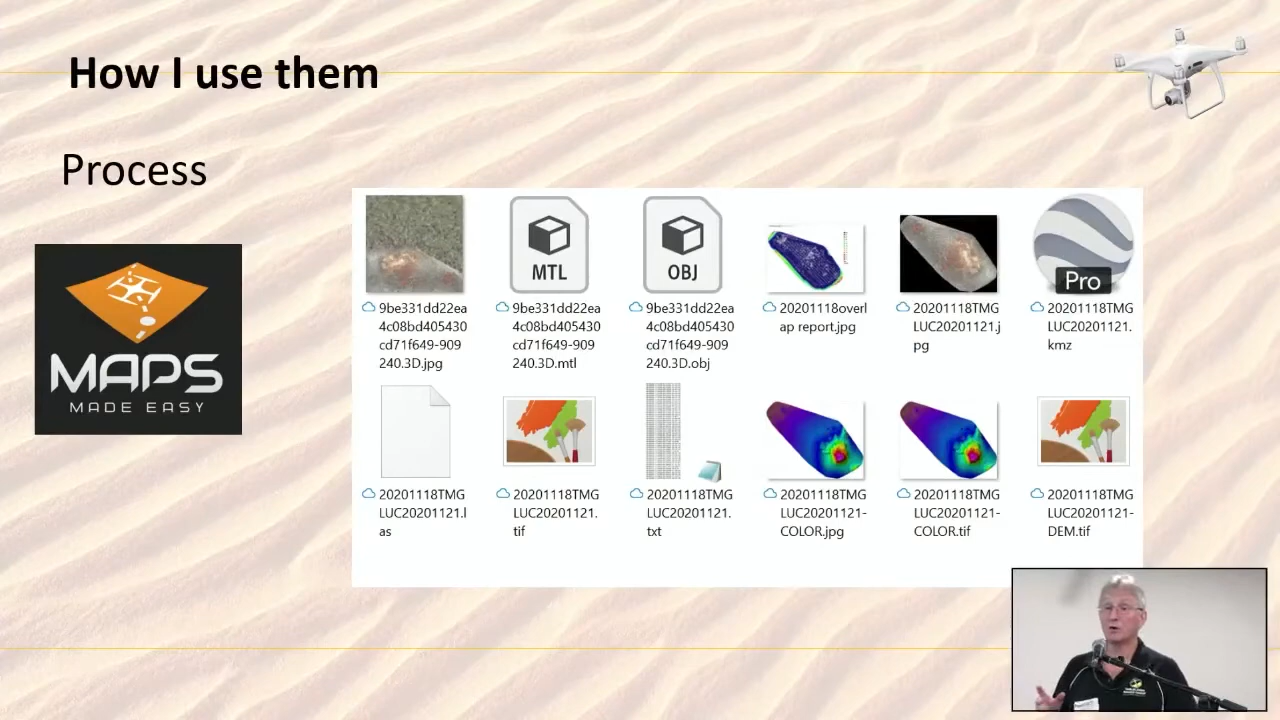 How I use them
Process
MAPS
MADE EASY
MTL
OBJ
Pro
9be331dd22ea
4c08bd405430
cd71f649-909
240.3D.jpg
9be331dd22ea
4c08bd405430
cd71f649-909
240.3D.mtl
9be331dd22ea
4c08bd405430
cd71f649-909
240.3D.obj
20201118overl
ap report.jpg
20201118TMG
LUC20201121.j
pg
20201118TMG
LUC20201121.
kmz
20201118TMG
LUC20201121.l
as
20201118TMG
LUC20201121.
tif
20201118TMG
LUC20201121.
txt
20201118TMG
LUC20201121-
COLOR.jpg
20201118TMG
LUC20201121-
COLOR.tif
20201118TMG
LUC20201121-
DEM.tif